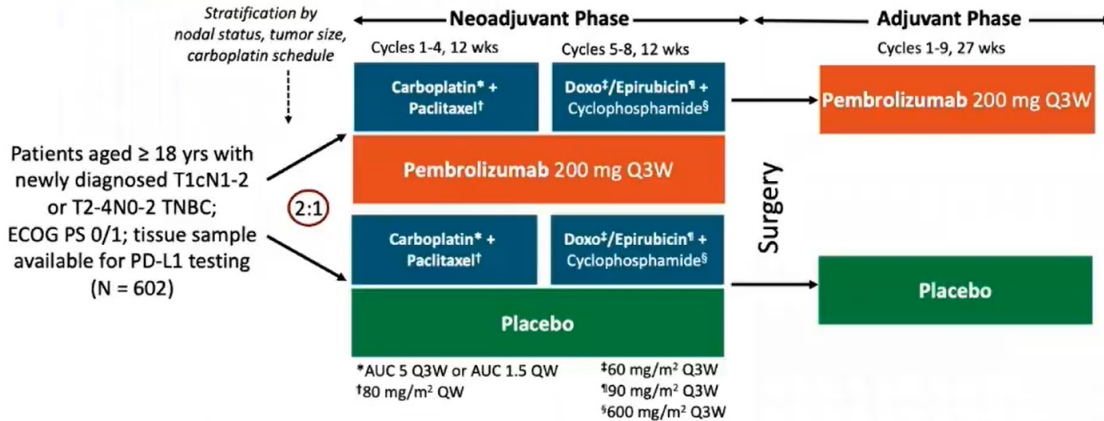 Stratification by
nodal status, tumor size,
carboplatin schedule
Neoadjuvant Phase
Adjuvant Phase
Cycles 1-4, 12 wks
Cycles 5-8, 12 wks
Cycles 1-9, 27 wks
Carboplatin* +
Paclitaxel†
Doxo‡/Epirubicin¶ +
Cyclophosphamide§
Pembrolizumab 200 mg Q3W
Pembrolizumab 200 mg Q3W
Patients aged ≥ 18 yrs with
newly diagnosed T1cN1-2
or T2-4N0-2 TNBC;
ECOG PS 0/1; tissue sample
available for PD-L1 testing
(N = 602)
2:1
Surgery
Carboplatin* +
Paclitaxel†
Doxo‡/Epirubicin¶ +
Cyclophosphamide§
Placebo
Placebo
*AUC 5 Q3W or AUC 1.5 QW
†80 mg/m² QW
‡60 mg/m² Q3W
¶90 mg/m² Q3W
§600 mg/m² Q3W